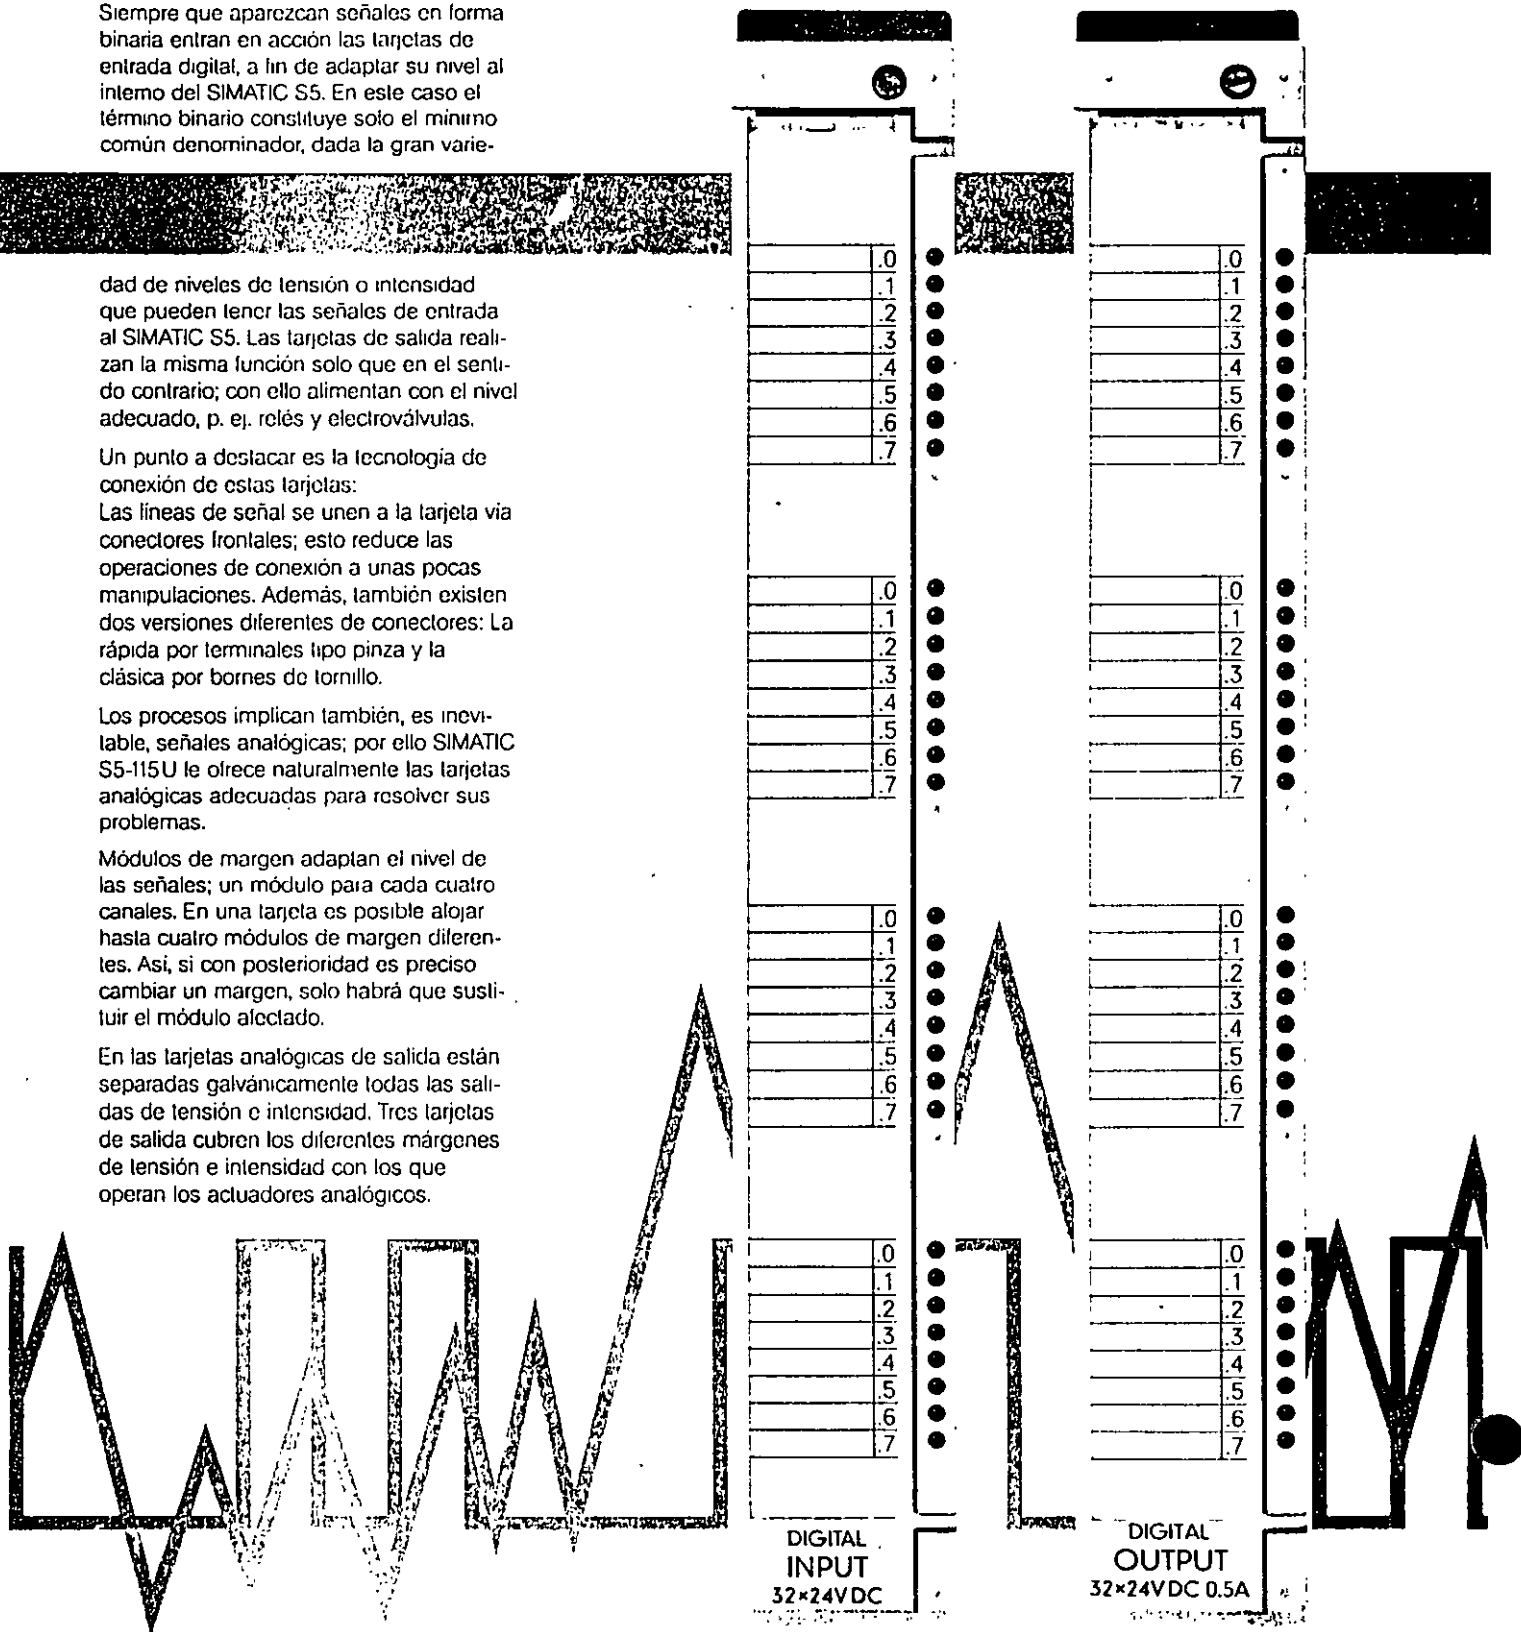 Siempre que aparezcan señales en forma
binaria entran en acción las tarjetas de
entrada digital, a fin de adaptar su nivel al
interno del SIMATIC S5. En este caso el
término binario constituye solo el mínimo
común denominador, dada la gran varie-
dad de niveles de tensión o intensidad
que pueden tener las señales de entrada
al SIMATIC S5. Las tarjetas de salida reali-
zan la misma función solo que en el senti-
do contrario; con ello alimentan con el nivel
adecuado, p. ej. relés y electroválvulas.
Un punto a destacar es la tecnología de
conexión de estas tarjetas:
Las líneas de señal se unen a la tarjeta via
conectores frontales; esto reduce las
operaciones de conexión a unas pocas
manipulaciones. Además, también existen
dos versiones diferentes de conectores: La
rápida por terminales tipo pinza y la
clásica por bornes de tornillo.
Los procesos implican también, es inevi-
table, señales analógicas; por ello SIMATIC
S5-115U le ofrece naturalmente las tarjetas
analógicas adecuadas para resolver sus
problemas.
Módulos de margen adaptan el nivel de
las señales; un módulo para cada cuatro
canales. En una tarjeta es posible alojar
hasta cuatro módulos de margen diferen-
tes. Así, si con posterioridad es preciso
cambiar un margen, solo habrá que susti-
tuir el módulo afectado.
En las tarjetas analógicas de salida están
separadas galvánicamente todas las sali-
das de tensión e intensidad. Tres tarjetas
de salida cubren los diferentes márgenes
de tensión e intensidad con los que
operan los actuadores analógicos.
.0
.1
.2
.3
.4
.5
.6
.7
.0
.1
.2
.3
.4
.5
.6
.7
.0
.1
.2
.3
.4
.5
.6
.7
.0
.1
.2
.3
.4
.5
.6
.7
DIGITAL
INPUT
32×24V DC
.0
.1
.2
.3
.4
.5
.6
.7
.0
.1
.2
.3
.4
.5
.6
.7
.0
.1
.2
.3
.4
.5
.6
.7
.0
.1
.2
.3
.4
.5
.6
.7
DIGITAL
OUTPUT
32×24V DC 0.5A